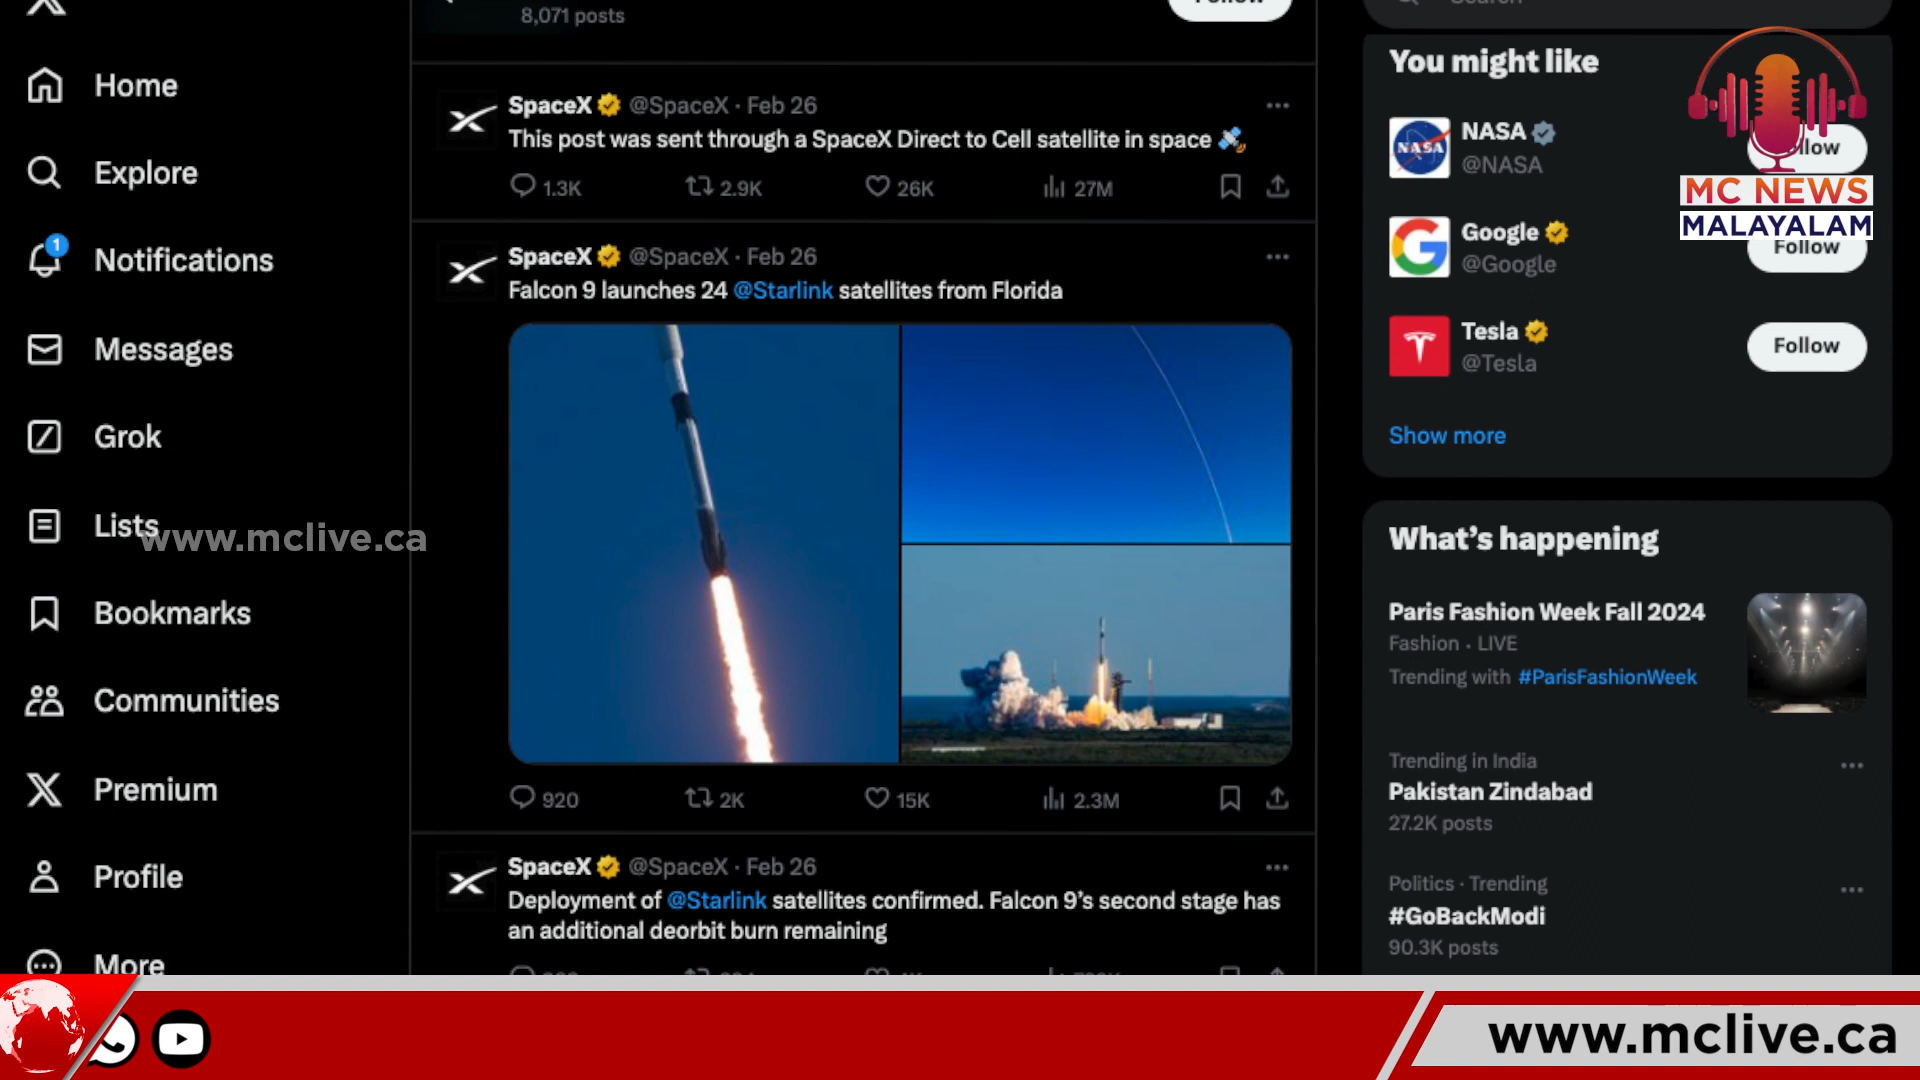 8,071 posts
Follow
Search
Home
Explore
1
Notifications
Messages
Grok
Lists
www.mclive.ca
Bookmarks
Communities
Premium
Profile
More
SpaceX @SpaceX · Feb 26
This post was sent through a SpaceX Direct to Cell satellite in space
1.3K 2.9K 26K 27M
SpaceX @SpaceX · Feb 26
Falcon 9 launches 24 @Starlink satellites from Florida
920 2K 15K 2.3M
SpaceX @SpaceX · Feb 26
Deployment of @Starlink satellites confirmed. Falcon 9's second stage has
an additional deorbit burn remaining
You might like
NASA
NASA
@NASA
Google
@Google
Follow
Tesla
@Tesla
Follow
Show more
MC NEWS
MALAYALAM
What's happening
Paris Fashion Week Fall 2024
Fashion · LIVE
Trending with #ParisFashionWeek
Trending in India
Pakistan Zindabad
27.2K posts
Politics · Trending
#GoBackModi
90.3K posts
www.mclive.ca